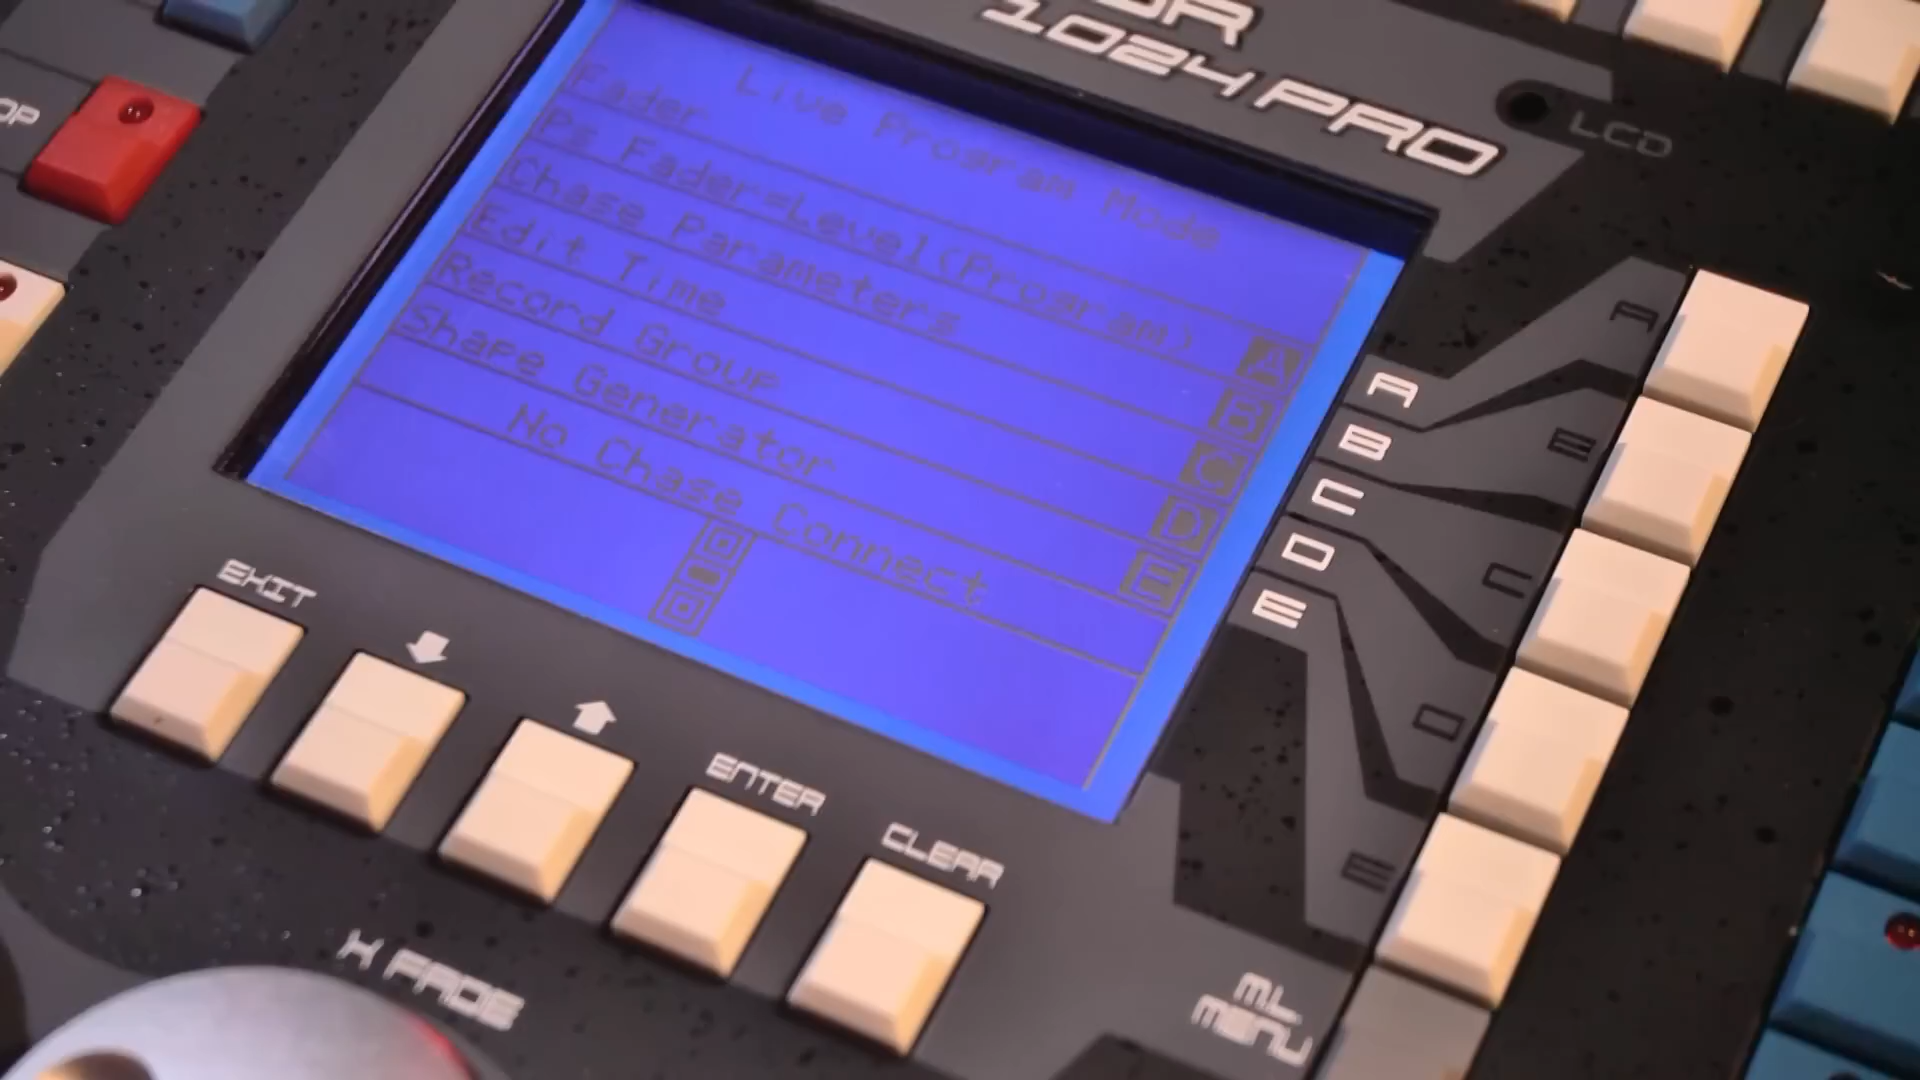 1024 PRO
LCD
Live Program Mode
Fader
Ps Fader=Level(Program) A
Chase Parameters B
Edit Time C
Record Group D
Shape Generator E
No Chase Connect
A
B
C
D
E
A
B
C
D
E
EXIT
ENTER
CLEAR
X FADE
ML
MENU